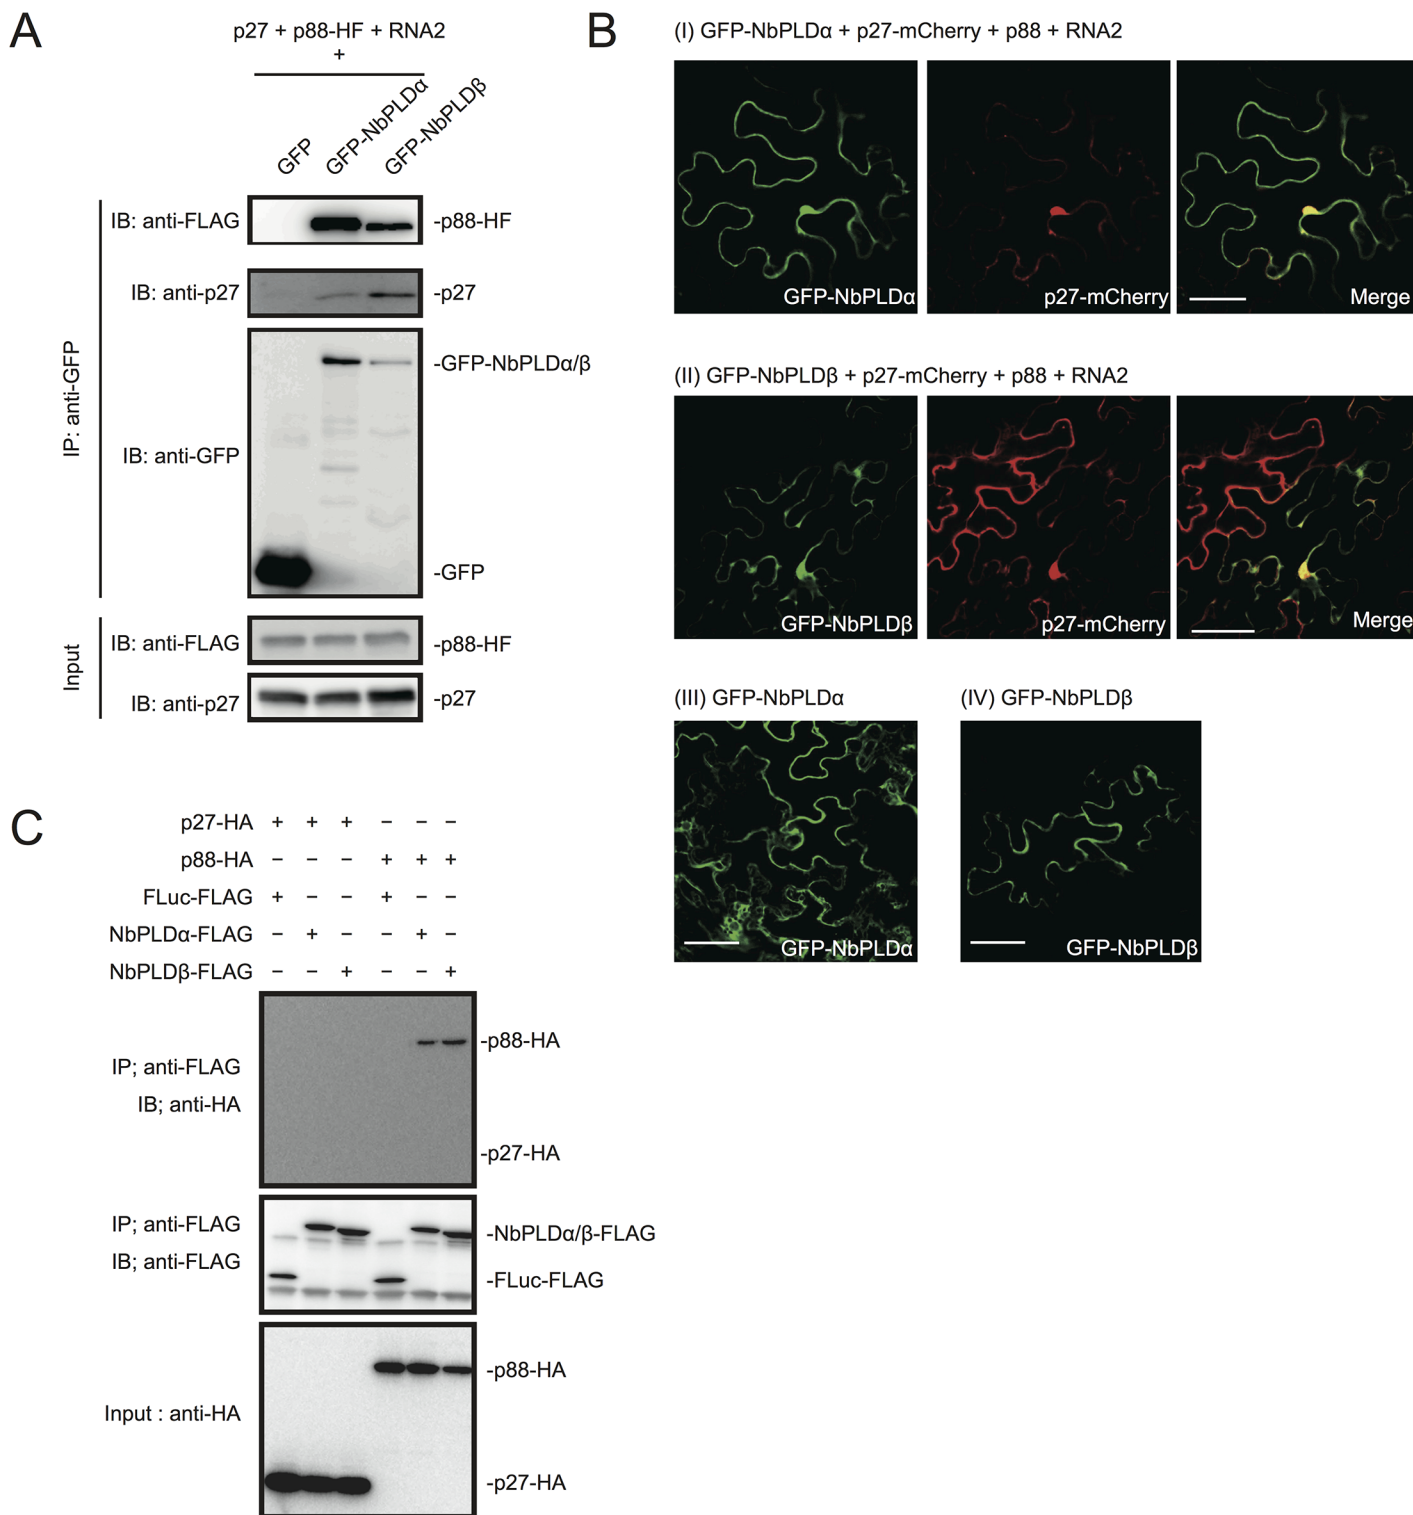 A
p27 + p88-HF + RNA2
+
GFP
GFP-NbPLDα
GFP-NbPLDβ
IP: anti-GFP
IB: anti-FLAG
-p88-HF
IB: anti-p27
-p27
-GFP-NbPLDα/β
IB: anti-GFP
-GFP
Input
IB: anti-FLAG
-p88-HF
IB: anti-p27
-p27
B
(I) GFP-NbPLDα + p27-mCherry + p88 + RNA2
GFP-NbPLDα
p27-mCherry
Merge
(II) GFP-NbPLDβ + p27-mCherry + p88 + RNA2
GFP-NbPLDβ
p27-mCherry
Merge
(III) GFP-NbPLDα
(IV) GFP-NbPLDβ
GFP-NbPLDα
GFP-NbPLDβ
C
p27-HA + + + − − −
p88-HA − − − + + +
FLuc-FLAG + − − + − −
NbPLDα-FLAG − + − − + −
NbPLDβ-FLAG − − + − − +
-p88-HA
IP; anti-FLAG
IB; anti-HA
-p27-HA
IP; anti-FLAG
-NbPLDα/β-FLAG
IB; anti-FLAG
-FLuc-FLAG
-p88-HA
Input : anti-HA
-p27-HA